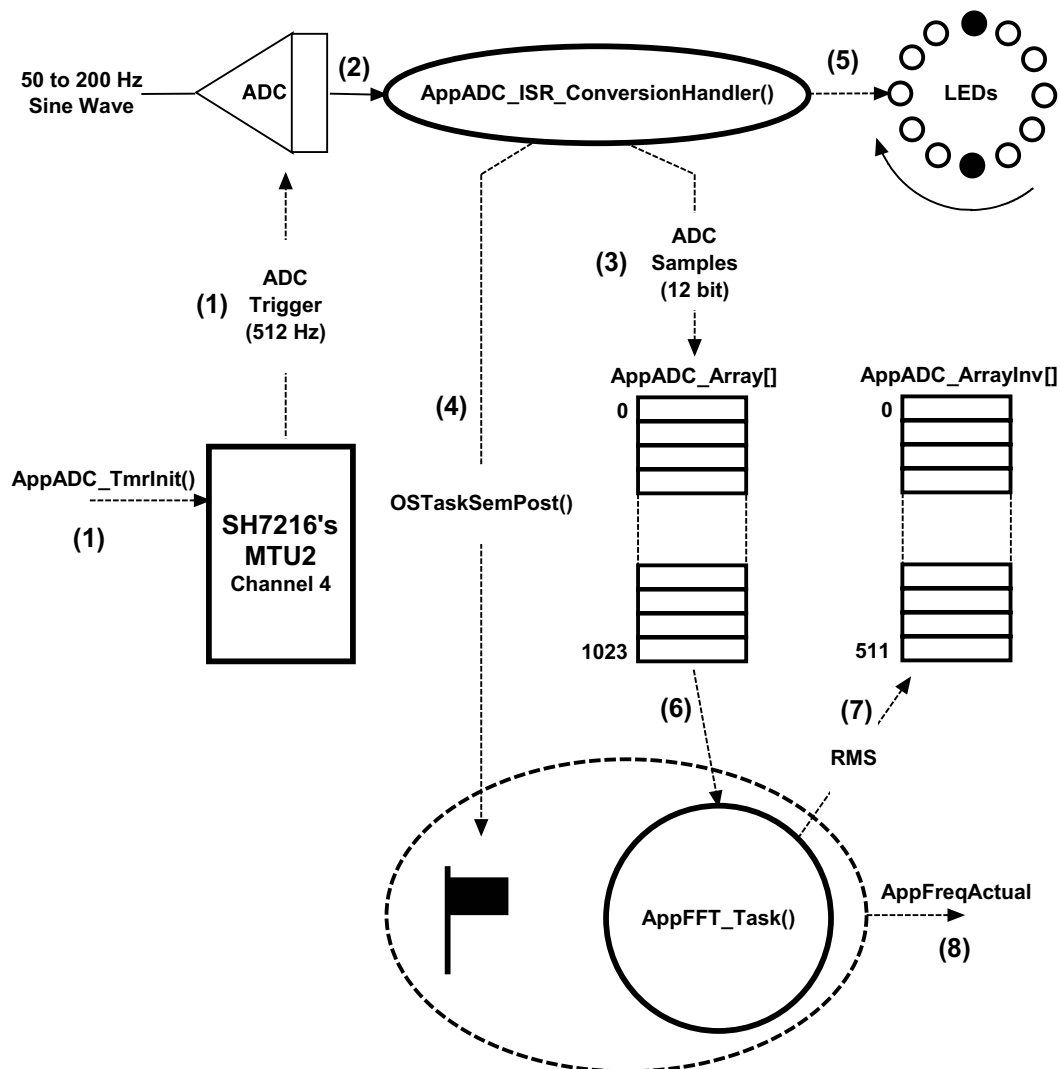 50 to 200 Hz
Sine Wave
ADC
(2)
AppADC_ISR_ConversionHandler()
(5)
LEDs
(1)
ADC
Trigger
(512 Hz)
(3)
ADC
Samples
(12 bit)
(4)
AppADC_Array[]
0
1023
AppADC_ArrayInv[]
0
511
AppADC_TmrInit()
(1)
SH7216's
MTU2
Channel 4
OSTaskSemPost()
(6)
(7)
RMS
AppFFT_Task()
AppFreqActual
(8)